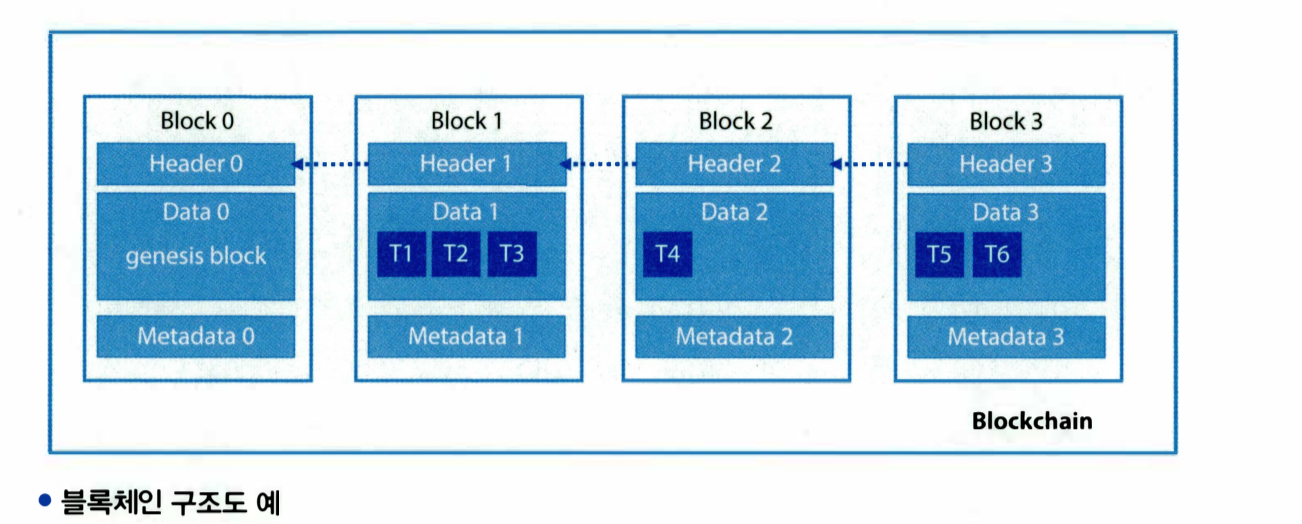 Block 0
Header 0
Data 0
genesis block
Metadata 0
Block 1
Header 1
Data 1
T1 T2 T3
Metadata 1
Block 2
Header 2
Data 2
T4
Metadata 2
Block 3
Header 3
Data 3
T5 T6
Metadata 3
Blockchain
• 블록체인 구조도 예